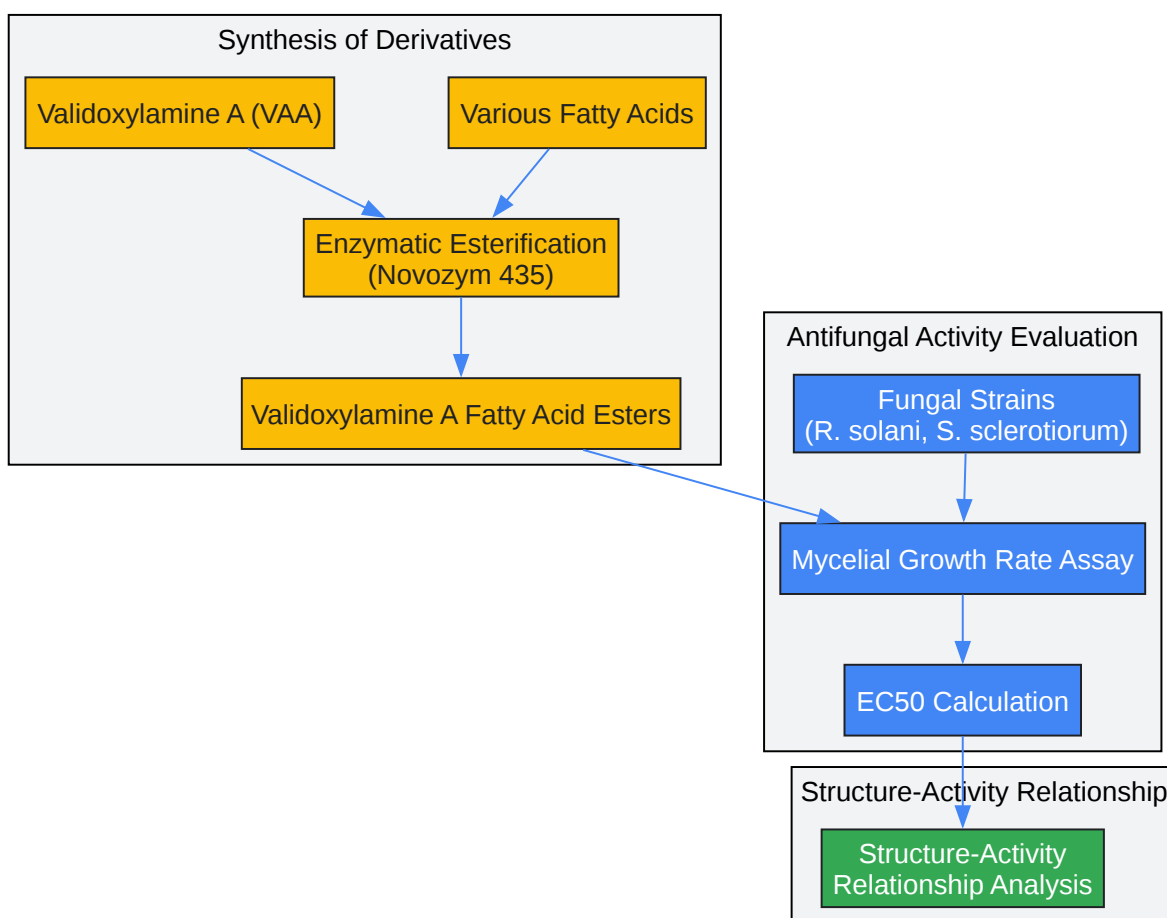 Synthesis of Derivatives
Validoxylamine A (VAA)
Various Fatty Acids
Enzymatic Esterification
(Novozym 435)
Validoxylamine A Fatty Acid Esters
Antifungal Activity Evaluation
Fungal Strains
(R. solani, S. sclerotiorum)
Mycelial Growth Rate Assay
EC50 Calculation
Structure-Activity Relationship
Structure-Activity
Relationship Analysis